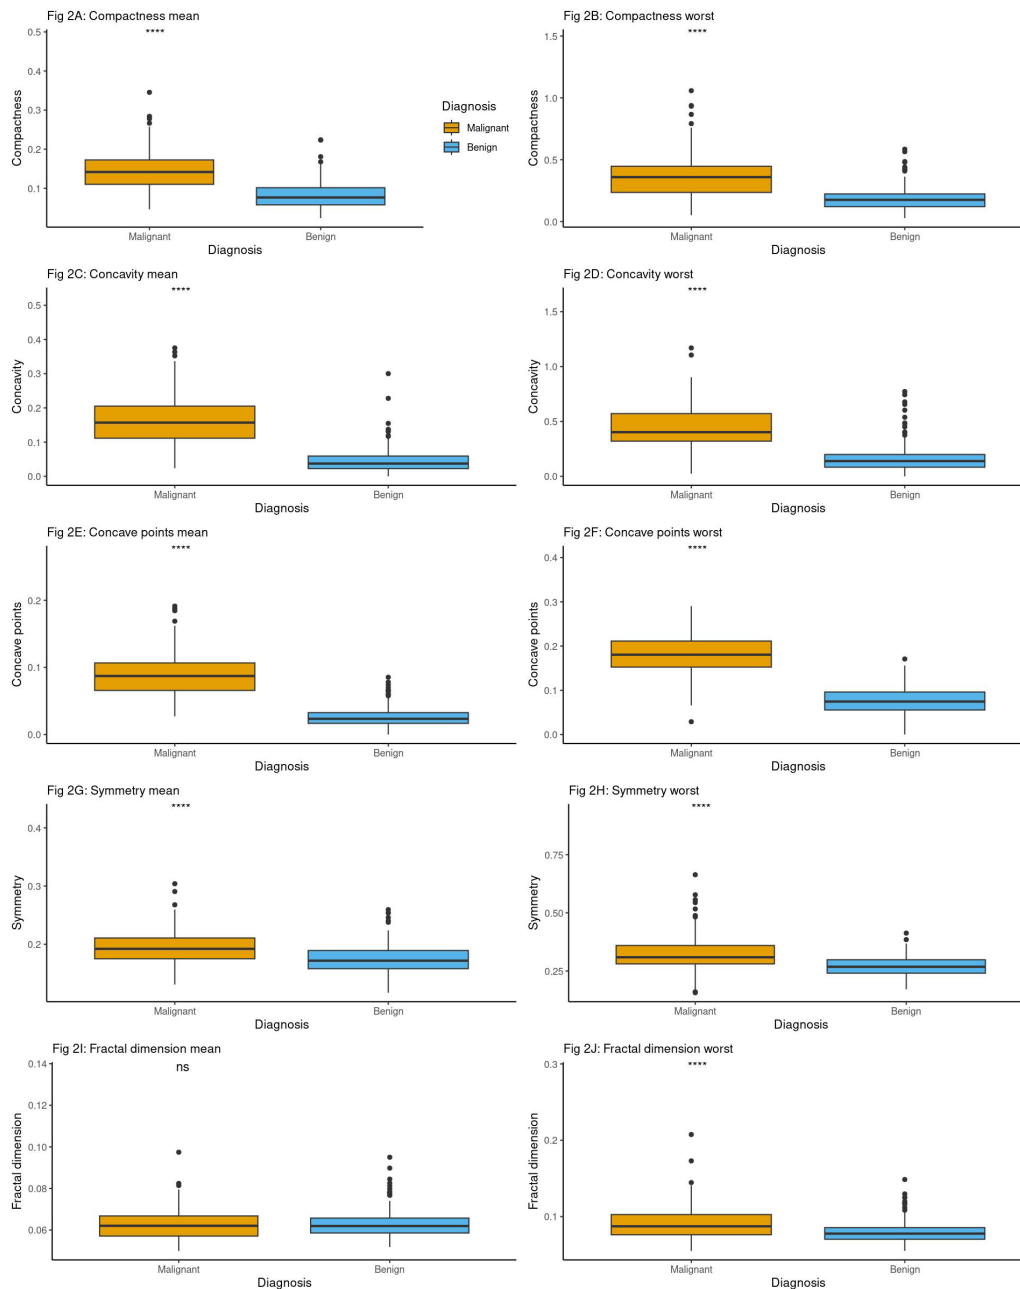 Fig 2A: Compactness mean
****
0.5
0.4
0.3
0.2
0.1
Compactness
Malignant
Benign
Diagnosis
Diagnosis
Malignant
Benign
Fig 2B: Compactness worst
****
1.5
1.0
0.5
0.0
Compactness
Malignant
Benign
Diagnosis
Fig 2C: Concavity mean
****
0.5
0.4
0.3
0.2
0.1
0.0
Concavity
Malignant
Benign
Diagnosis
Fig 2D: Concavity worst
****
1.5
1.0
0.5
0.0
Concavity
Malignant
Benign
Diagnosis
Fig 2E: Concave points mean
****
0.2
0.1
0.0
Concave points
Malignant
Benign
Diagnosis
Fig 2F: Concave points worst
****
0.4
0.3
0.2
0.1
0.0
Concave points
Malignant
Benign
Diagnosis
Fig 2G: Symmetry mean
****
0.4
0.3
0.2
Symmetry
Malignant
Benign
Diagnosis
Fig 2H: Symmetry worst
****
0.75
0.50
0.25
Symmetry
Malignant
Benign
Diagnosis
Fig 2I: Fractal dimension mean
ns
0.14
0.12
0.10
0.08
0.06
Fractal dimension
Malignant
Benign
Diagnosis
Fig 2J: Fractal dimension worst
****
0.3
0.2
0.1
Fractal dimension
Malignant
Benign
Diagnosis